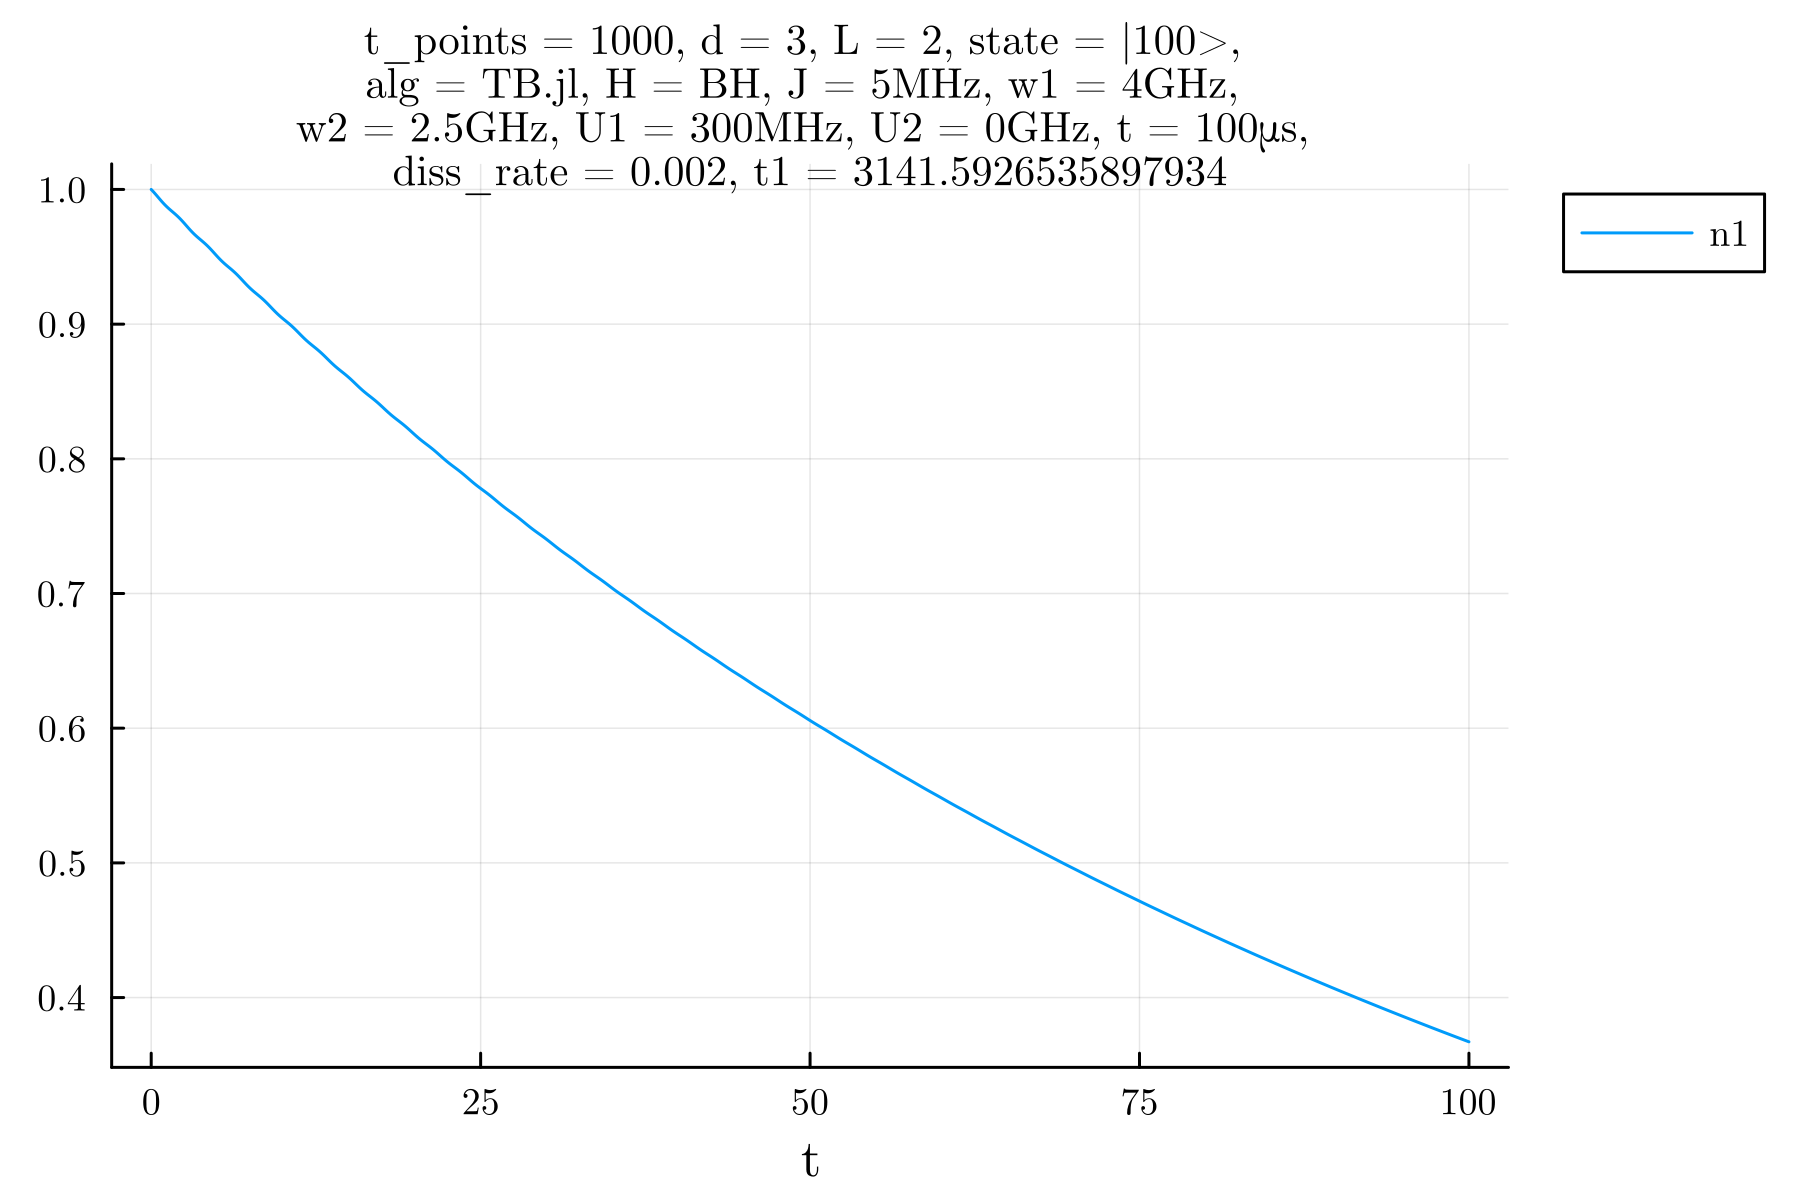 t_points = 1000, d = 3, L = 2, state = |100>,
alg = TB.jl, H = BH, J = 5MHz, w1 = 4GHz,
w2 = 2.5GHz, U1 = 300MHz, U2 = 0GHz, t = 100μs,
diss_rate = 0.002, t1 = 3141.5926535897934
n1
1.0
0.9
0.8
0.7
0.6
0.5
0.4
0 25 50 75 100
t